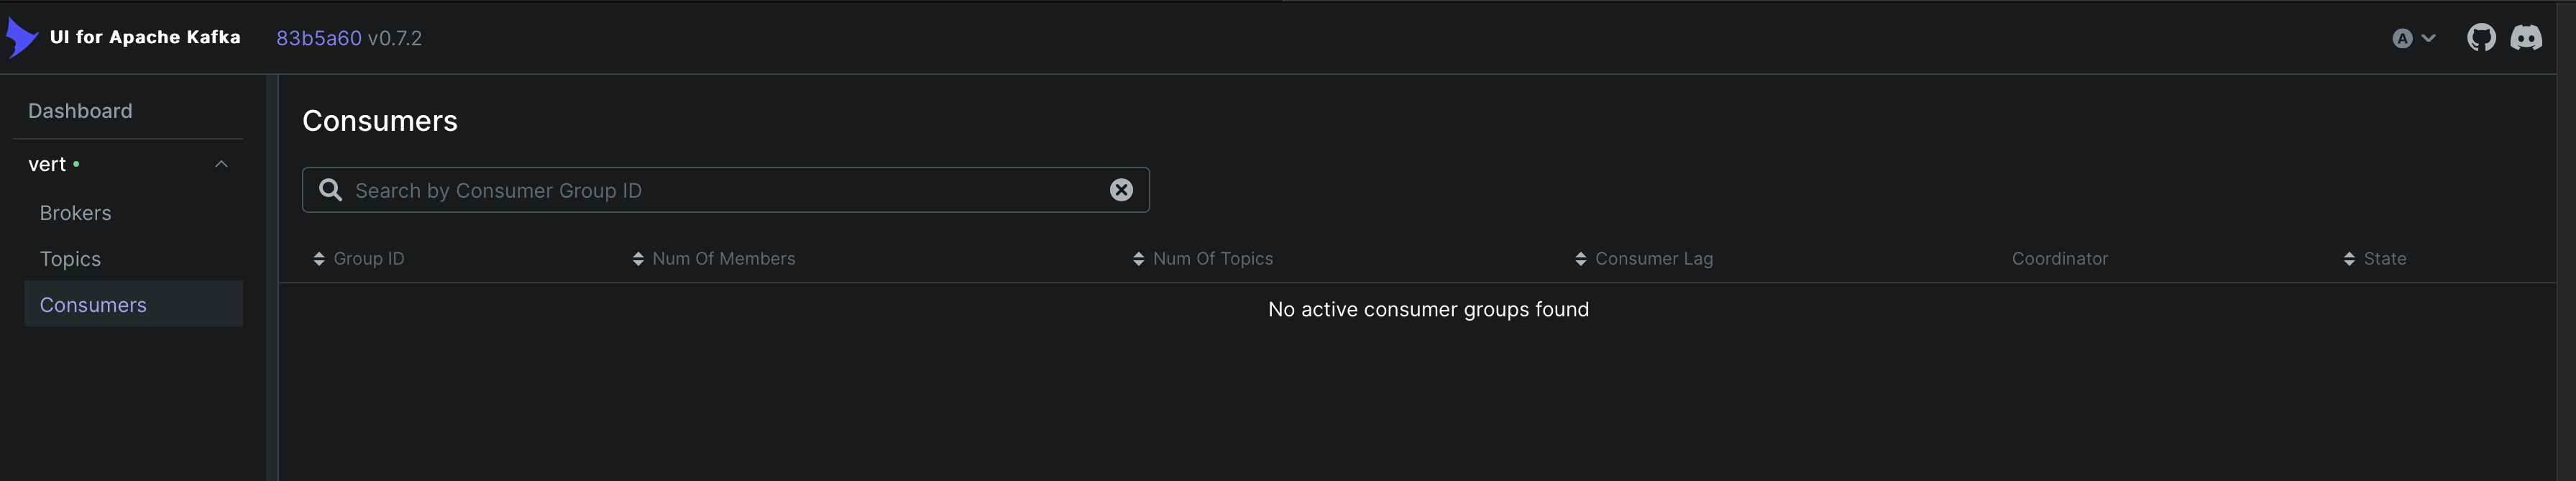 UI for Apache Kafka 83b5a60 v0.7.2 A
Dashboard
vert
Brokers
Topics
Consumers
Consumers
Search by Consumer Group ID
Group ID Num Of Members Num Of Topics Consumer Lag Coordinator State
No active consumer groups found